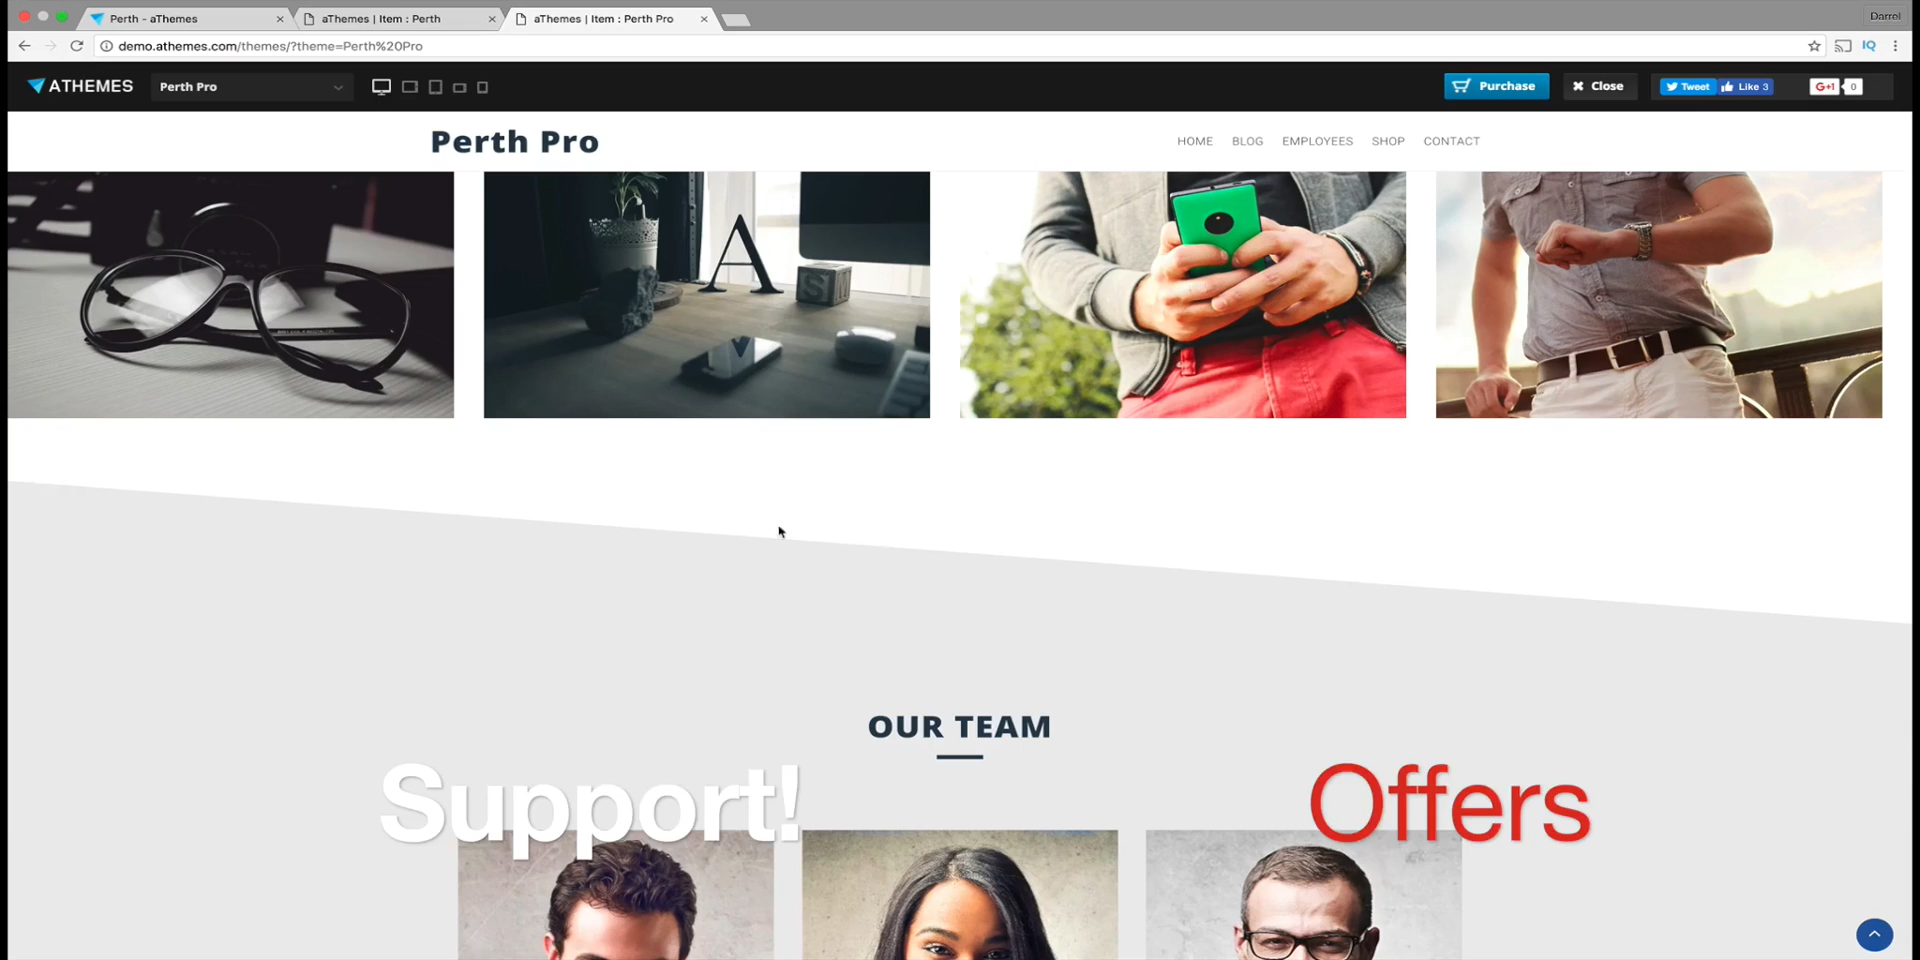 Perth - aThemes
aThemes | Item : Perth
aThemes | Item : Perth Pro
Darrel
demo.athemes.com/themes/?theme=Perth%20Pro
IQ
ATHEMES
Perth Pro
Purchase
Close
Tweet
Like 3
G+1
0
Perth Pro
HOME
BLOG
EMPLOYEES
SHOP
CONTACT
A
OUR TEAM
Support!
Offers